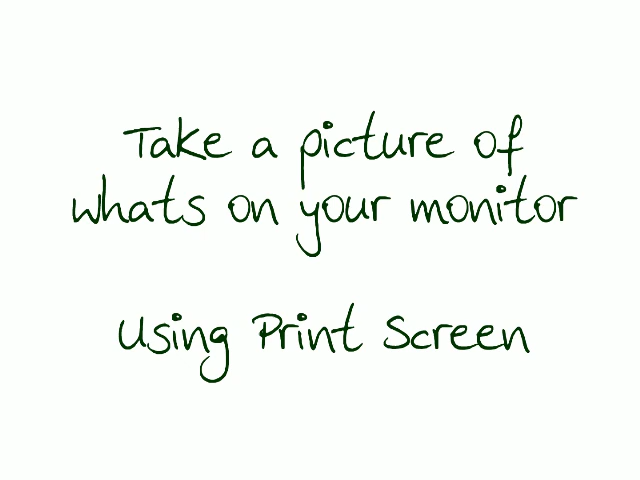 Take a picture of
whats on your monitor
Using Print Screen